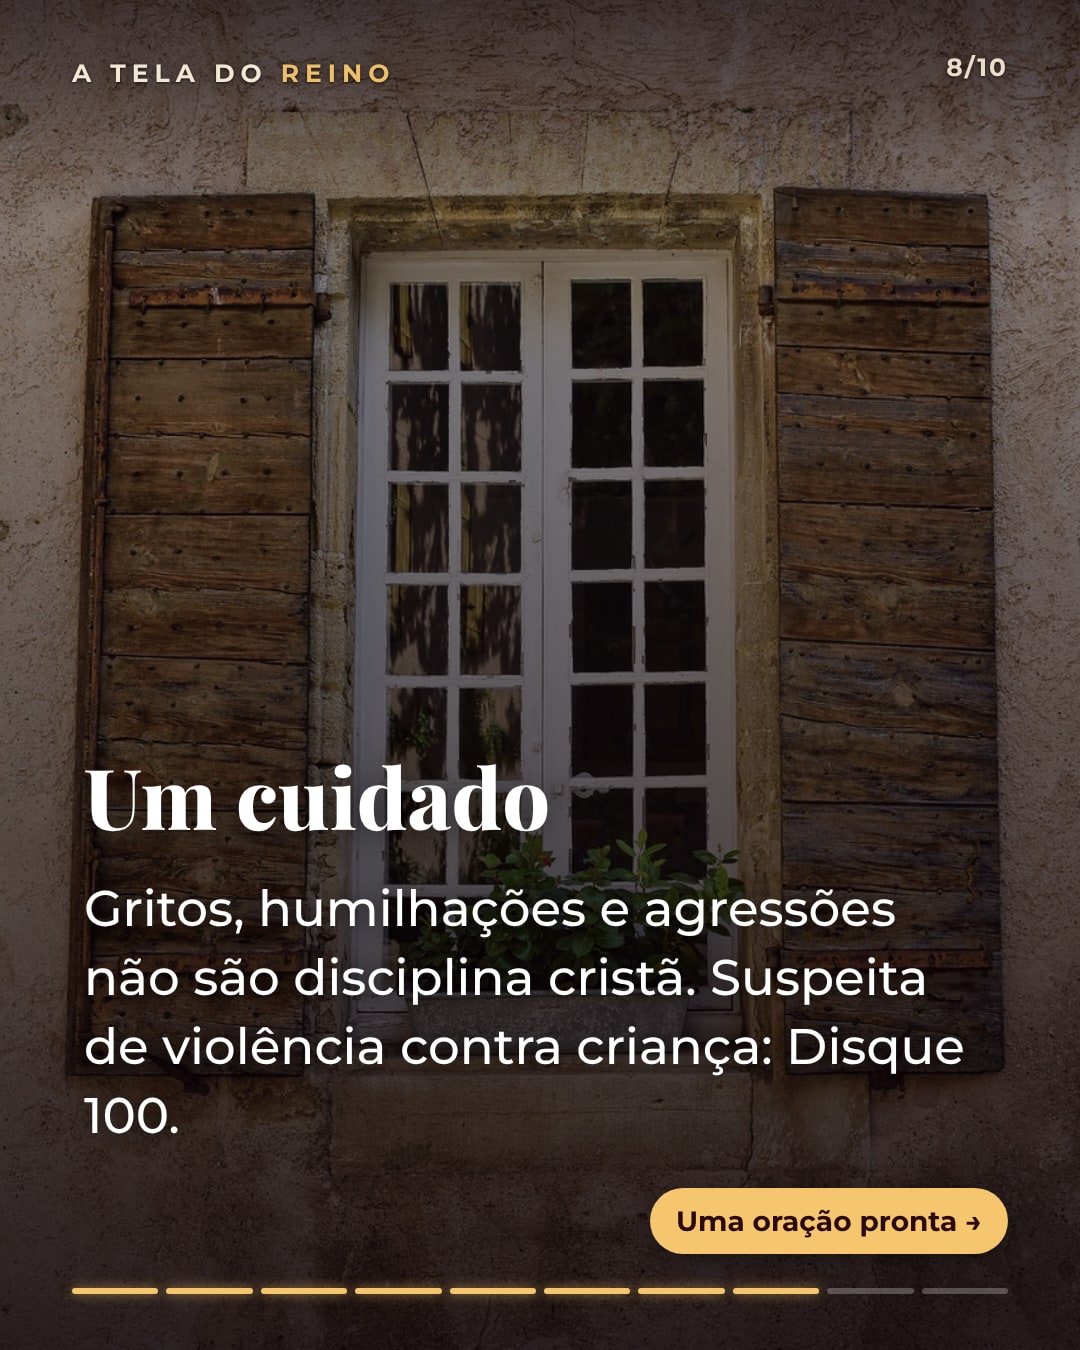 A TELA DO REINO
8/10
Um cuidado
Gritos, humilhações e agressões
não são disciplina cristã. Suspeita
de violência contra criança: Disque
100.
Uma oração pronta →